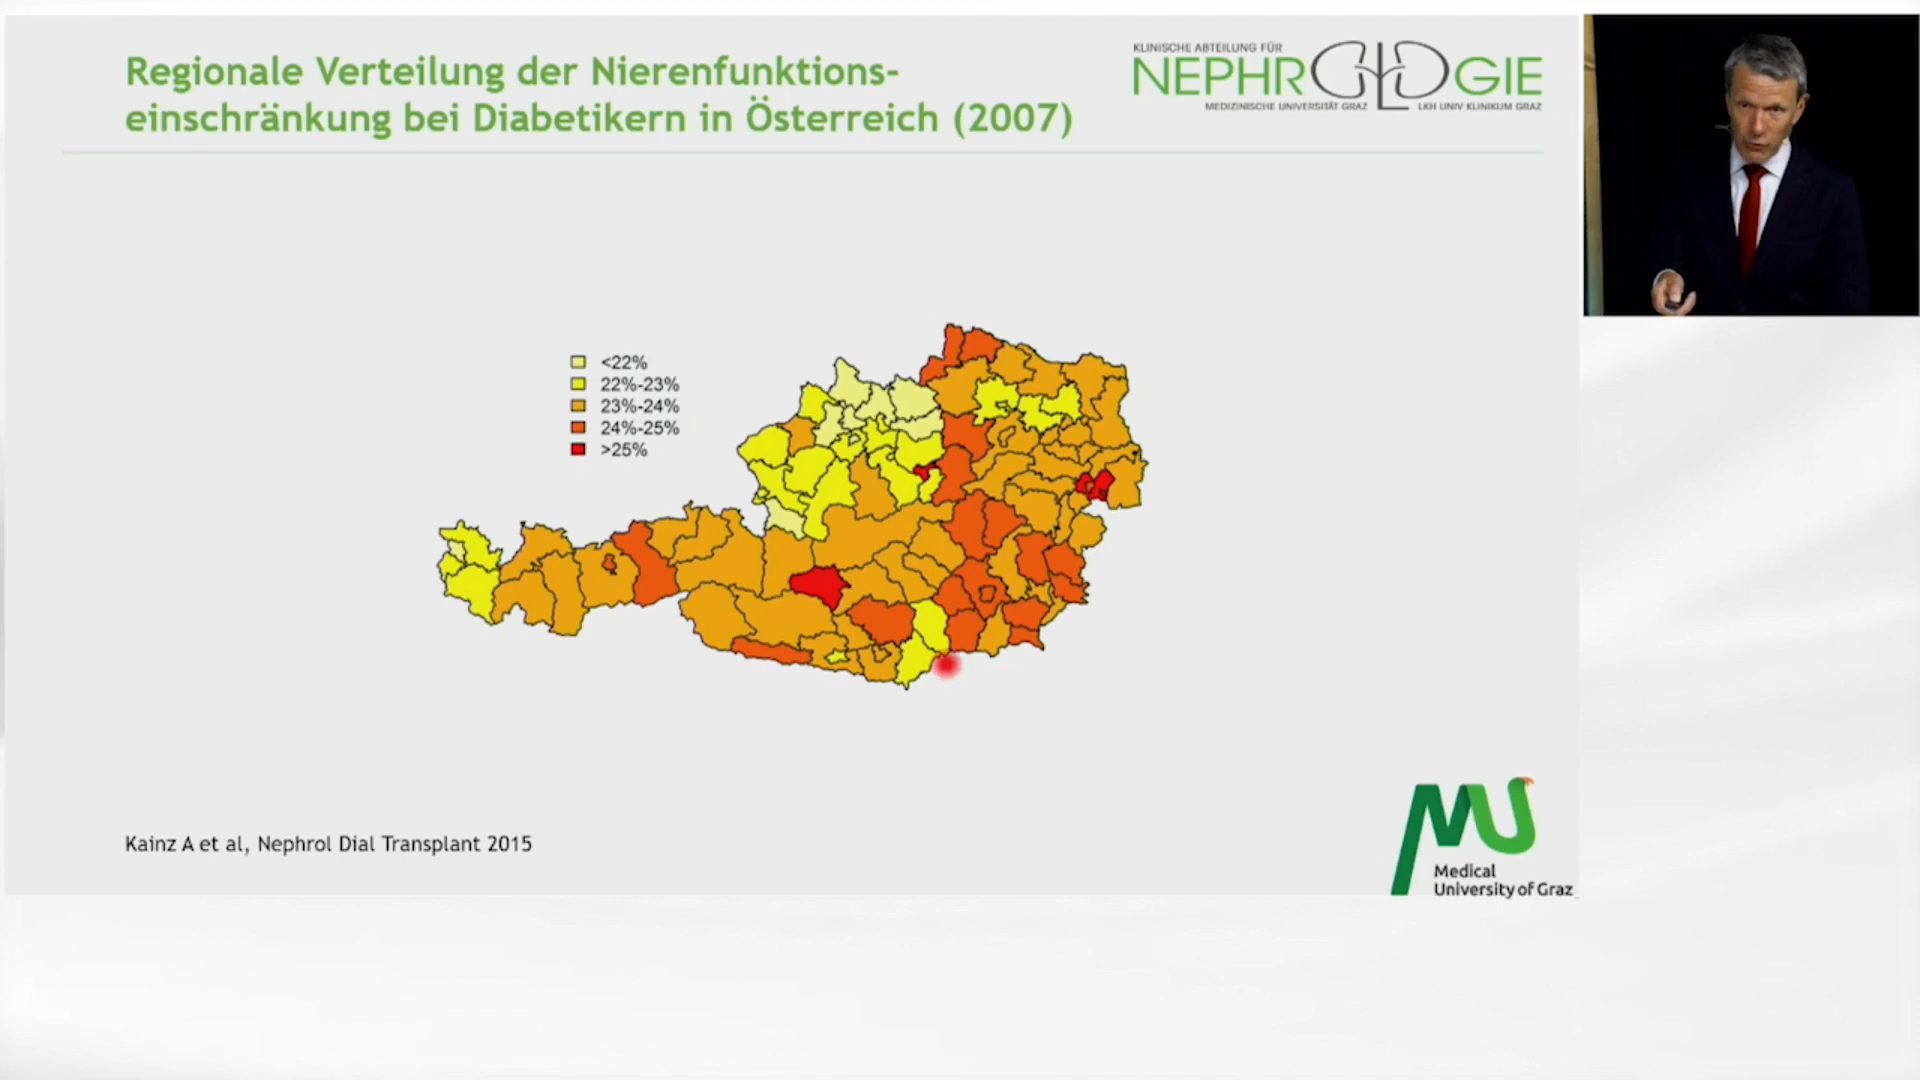 Regionale Verteilung der Nierenfunktions-
einschränkung bei Diabetikern in Österreich (2007)
KLINISCHE ABTEILUNG FÜR
NEPHROLOGIE
MEDIZINISCHE UNIVERSITÄT GRAZ LKH UNIV KLINIKUM GRAZ
<22%
22%-23%
23%-24%
24%-25%
>25%
Kainz A et al, Nephrol Dial Transplant 2015
MU
Medical
University of Graz